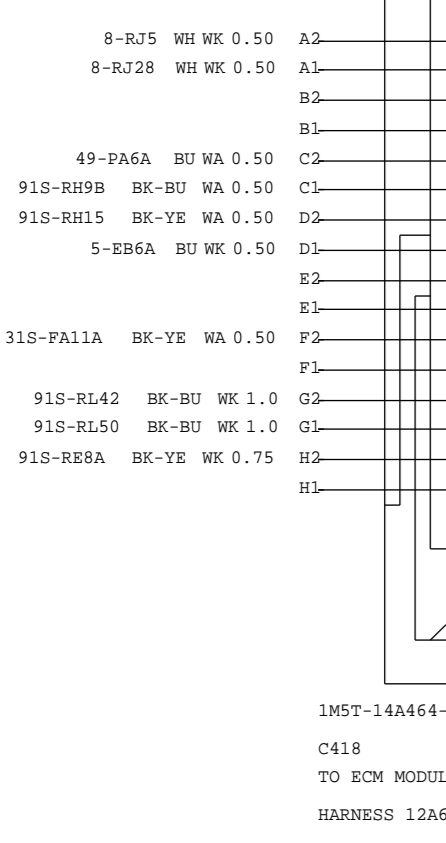 8-RJ5 WH WK 0.50 A2
8-RJ28 WH WK 0.50 A1
B2
B1
49-PA6A BU WA 0.50 C2
91S-RH9B BK-BU WA 0.50 C1
91S-RH15 BK-YE WA 0.50 D2
5-EB6A BU WK 0.50 D1
E2
E1
31S-FA11A BK-YE WA 0.50 F2
F1
91S-RL42 BK-BU WK 1.0 G2
91S-RL50 BK-BU WK 1.0 G1
91S-RE8A BK-YE WK 0.75 H2
H1
1M5T-14A464-
C418
TO ECM MODUL
HARNESS 12A6